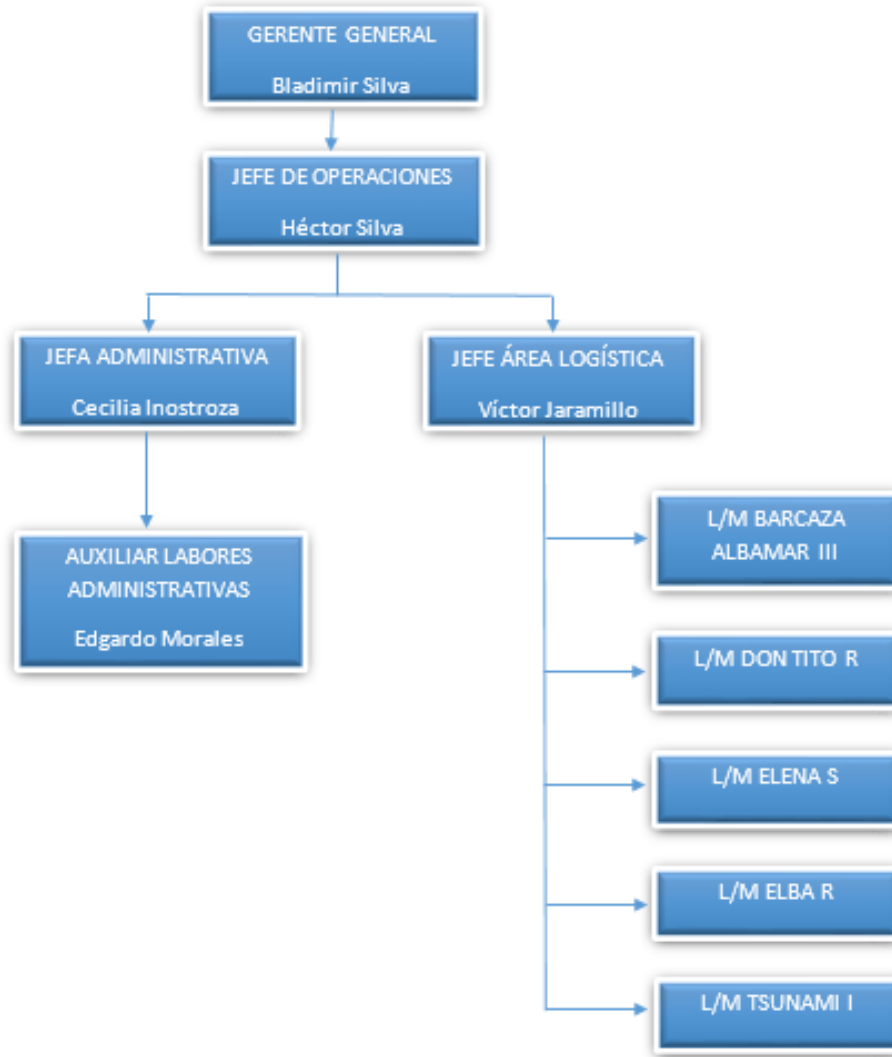 GERENTE GENERAL
Bladimir Silva
JEFE DE OPERACIONES
Héctor Silva
JEFA ADMINISTRATIVA
Cecilia Inostroza
JEFE ÁREA LOGÍSTICA
Víctor Jaramillo
AUXILIAR LABORES
ADMINISTRATIVAS
Edgardo Morales
L/M BARCAZA
ALBAMAR III
L/M DON TITO R
L/M ELENA S
L/M ELBA R
L/M TSUNAMI I